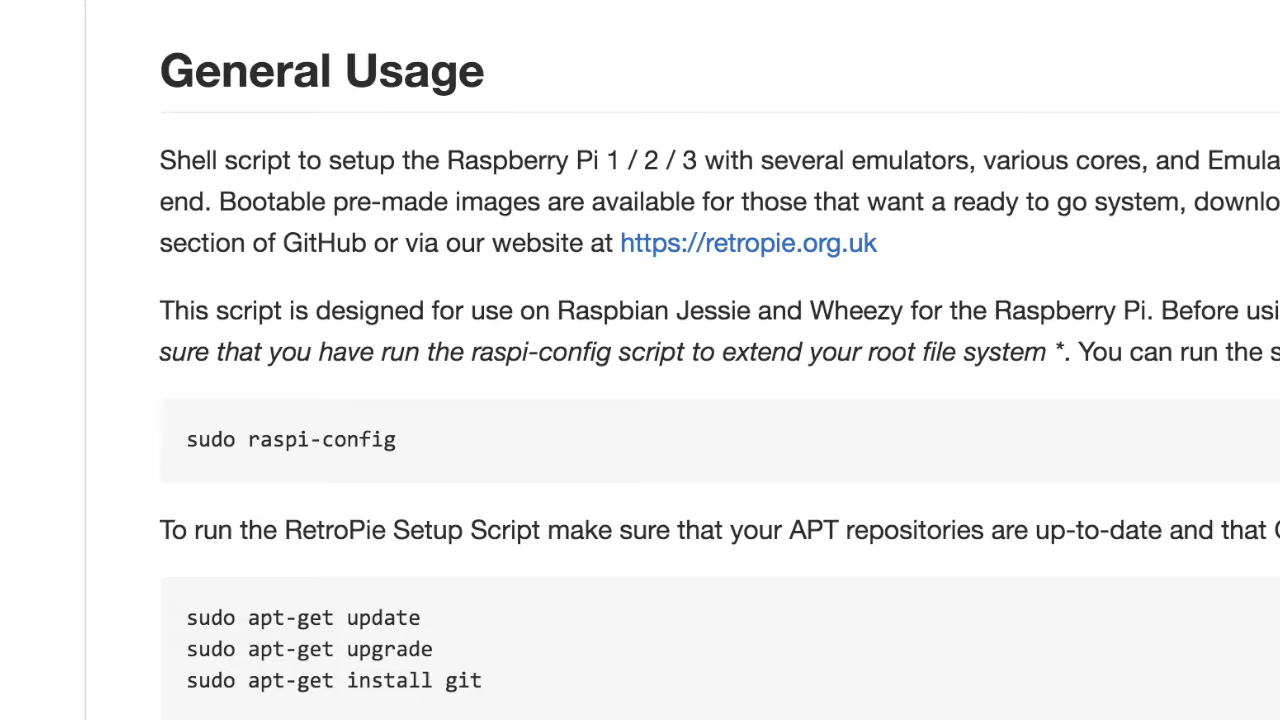 General Usage
Shell script to setup the Raspberry Pi 1 / 2 / 3 with several emulators, various cores, and Emula
end. Bootable pre-made images are available for those that want a ready to go system, downlo
section of GitHub or via our website at https://retropie.org.uk
This script is designed for use on Raspbian Jessie and Wheezy for the Raspberry Pi. Before usi
sure that you have run the raspi-config script to extend your root file system *. You can run the s
sudo raspi-config
To run the RetroPie Setup Script make sure that your APT repositories are up-to-date and that
sudo apt-get update
sudo apt-get upgrade
sudo apt-get install git